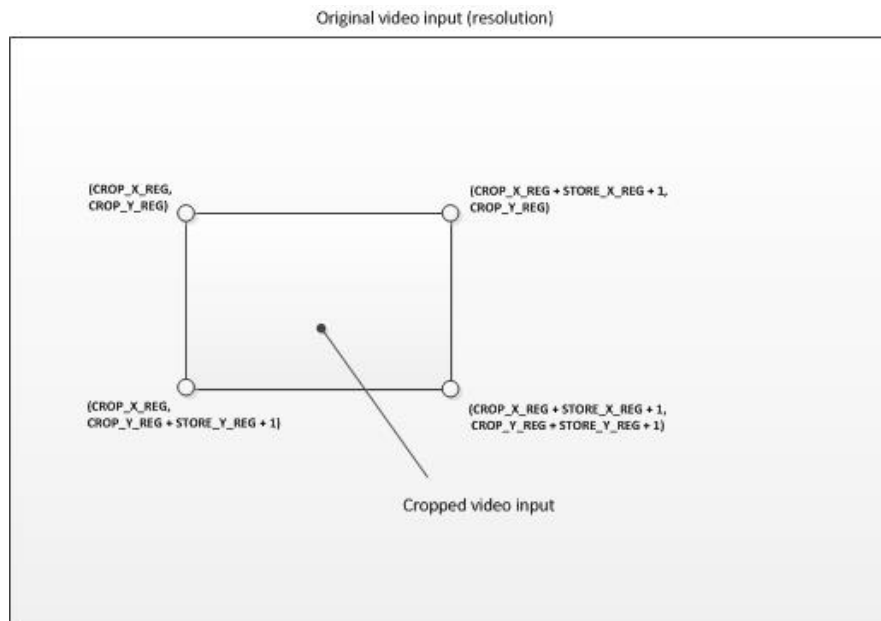 Original video input (resolution)
(CROP_X_REG,
CROP_Y_REG)
(CROP_X_REG + STORE_X_REG + 1,
CROP_Y_REG)
(CROP_X_REG,
CROP_Y_REG + STORE_Y_REG + 1)
(CROP_X_REG + STORE_X_REG + 1,
CROP_Y_REG + STORE_Y_REG + 1)
Cropped video input